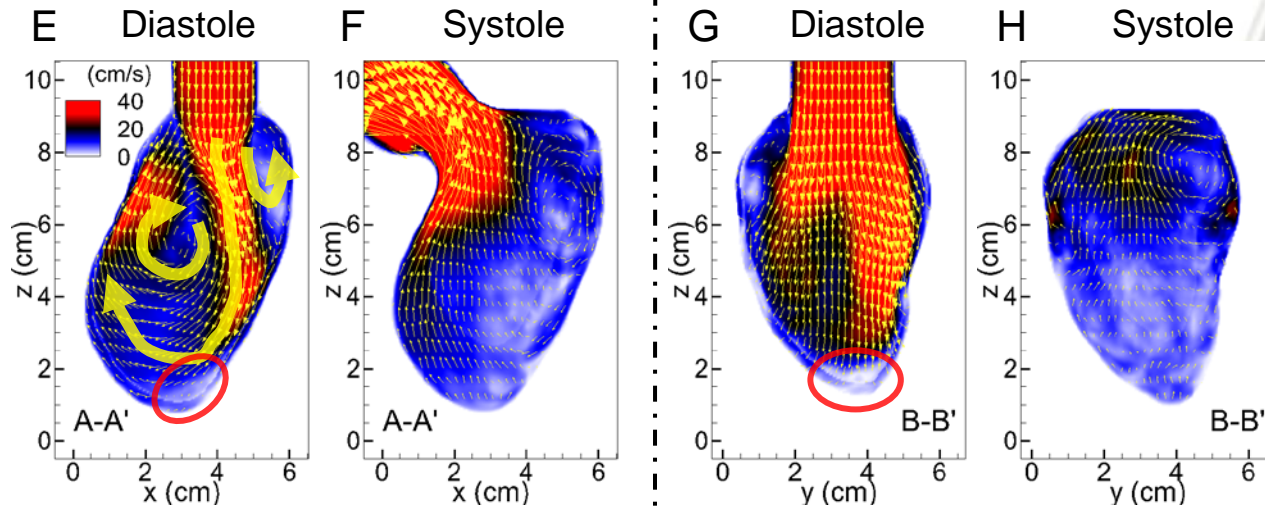 E Diastole
F Systole
G Diastole
H Systole
(cm/s)
40
20
0
10
8
6
4
2
0
z (cm)
A-A'
0 2 4 6
x (cm)
10
8
6
4
2
0
z (cm)
A-A'
0 2 4 6
x (cm)
10
8
6
4
2
0
z (cm)
B-B'
0 2 4 6
y (cm)
10
8
6
4
2
0
z (cm)
B-B'
0 2 4 6
y (cm)